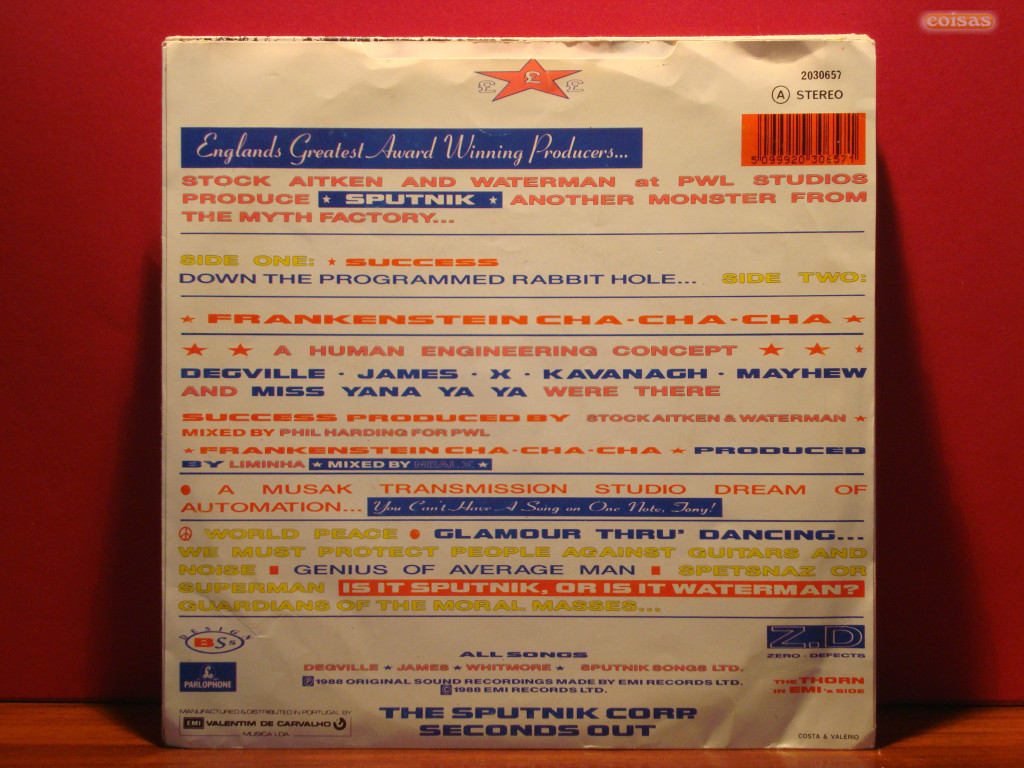 coisas
£ £ £
2030657
A STEREO
5 099920 306571
Englands Greatest Award Winning Producers...
STOCK AITKEN AND WATERMAN at PWL STUDIOS
PRODUCE ★ SPUTNIK ★ ANOTHER MONSTER FROM
THE MYTH FACTORY...
SIDE ONE: ★ SUCCESS
DOWN THE PROGRAMMED RABBIT HOLE... SIDE TWO:
★ FRANKENSTEIN CHA-CHA-CHA ★
★ ★ A HUMAN ENGINEERING CONCEPT ★ ★ ★
DEGVILLE · JAMES · X · KAVANAGH · MAYHEW
AND MISS YANA YA YA WERE THERE
SUCCESS PRODUCED BY STOCK AITKEN & WATERMAN ★
MIXED BY PHIL HARDING FOR PWL
★ FRANKENSTEIN CHA-CHA-CHA ★ PRODUCED
BY LIMINHA ★ MIXED BY NEAL X ★
● A MUSAK TRANSMISSION STUDIO DREAM OF
AUTOMATION... You Can't Have A Song on One Note, Tony!
☮ WORLD PEACE ● GLAMOUR THRU' DANCING...
WE MUST PROTECT PEOPLE AGAINST GUITARS AND
NOISE ▮ GENIUS OF AVERAGE MAN ▮ SPETSNAZ OR
SUPERMAN IS IT SPUTNIK, OR IS IT WATERMAN?
GUARDIANS OF THE MORAL MASSES...
DESIGN
BSs
Z.D
ZERO-DEFECTS
ALL SONGS
DEGVILLE ★ JAMES ★ WHITMORE ★ SPUTNIK SONGS LTD.
℗ 1988 ORIGINAL SOUND RECORDINGS MADE BY EMI RECORDS LTD.
© 1988 EMI RECORDS LTD.
£
PARLOPHONE
THE THORN
IN EMI's SIDE
MANUFACTURED & DISTRIBUTED IN PORTUGAL BY
EMI VALENTIM DE CARVALHO
MUSICA LDA
THE SPUTNIK CORP.
SECONDS OUT
COSTA & VALERIO